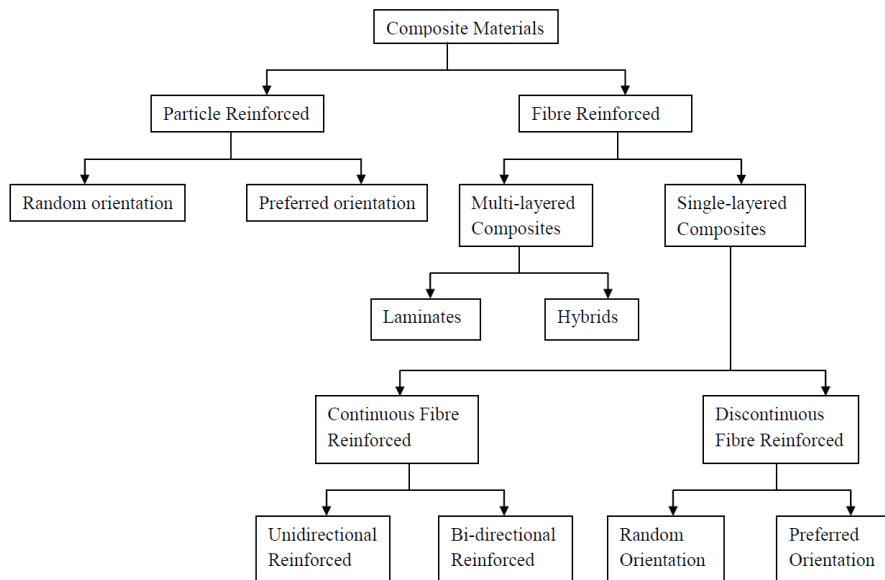 Composite Materials
Particle Reinforced
Fibre Reinforced
Random orientation
Preferred orientation
Multi-layered
Composites
Single-layered
Composites
Laminates
Hybrids
Continuous Fibre
Reinforced
Discontinuous
Fibre Reinforced
Unidirectional
Reinforced
Bi-directional
Reinforced
Random
Orientation
Preferred
Orientation